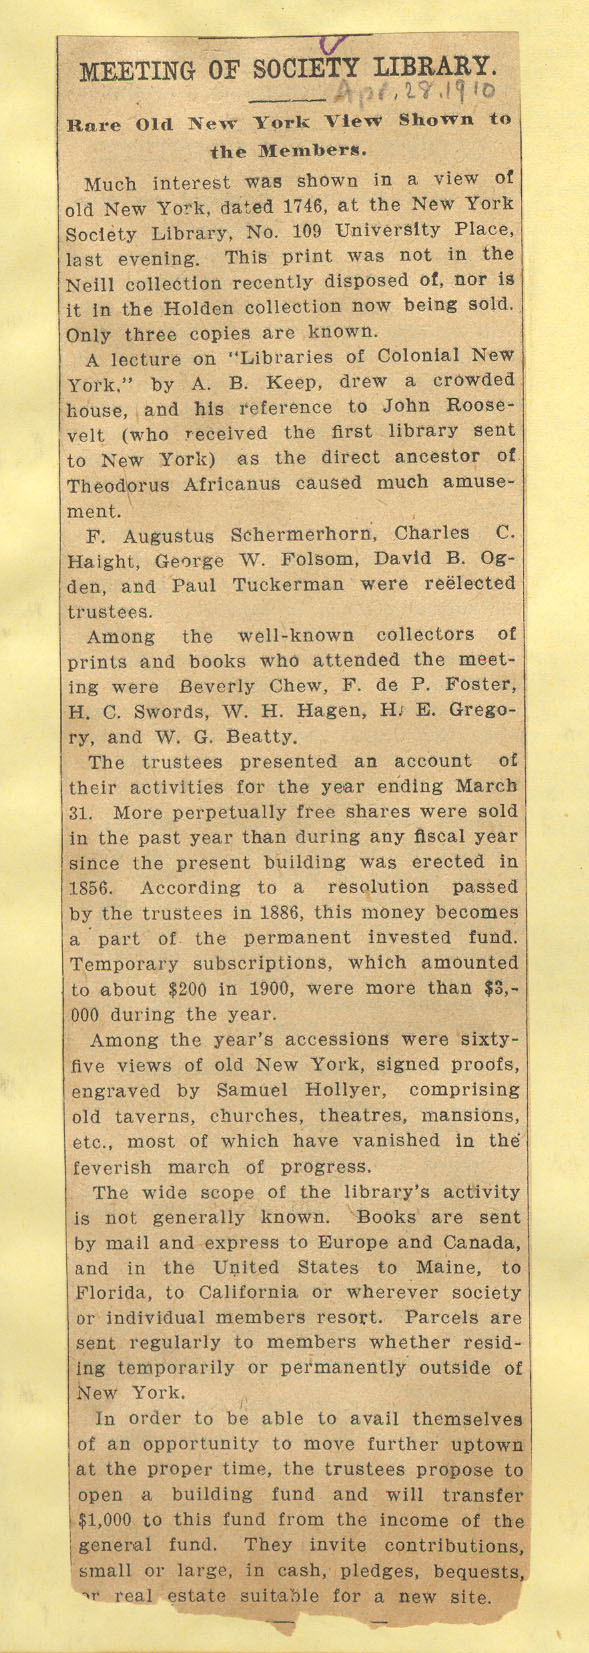 MEETING OF SOCIETY LIBRARY.
Apr. 28. 1910
Rare Old New York View Shown to
the Members.
Much interest was shown in a view of
old New York, dated 1746, at the New York
Society Library, No. 109 University Place,
last evening. This print was not in the
Neill collection recently disposed of, nor is
it in the Holden collection now being sold.
Only three copies are known.
A lecture on "Libraries of Colonial New
York," by A. B. Keep, drew a crowded
house, and his reference to John Roose-
velt (who received the first library sent
to New York) as the direct ancestor of
Theodorus Africanus caused much amuse-
ment.
F. Augustus Schermerhorn, Charles C.
Haight, George W. Folsom, David B. Og-
den, and Paul Tuckerman were reëlected
trustees.
Among the well-known collectors of
prints and books who attended the meet-
ing were Beverly Chew, F. de P. Foster,
H. C. Swords, W. H. Hagen, H. E. Grego-
ry, and W. G. Beatty.
The trustees presented an account of
their activities for the year ending March
31. More perpetually free shares were sold
in the past year than during any fiscal year
since the present building was erected in
1856. According to a resolution passed
by the trustees in 1886, this money becomes
a part of the permanent invested fund.
Temporary subscriptions, which amounted
to about $200 in 1900, were more than $3,-
000 during the year.
Among the year's accessions were sixty-
five views of old New York, signed proofs,
engraved by Samuel Hollyer, comprising
old taverns, churches, theatres, mansions,
etc., most of which have vanished in the
feverish march of progress.
The wide scope of the library's activity
is not generally known. Books are sent
by mail and express to Europe and Canada,
and in the United States to Maine, to
Florida, to California or wherever society
or individual members resort. Parcels are
sent regularly to members whether resid-
ing temporarily or permanently outside of
New York.
In order to be able to avail themselves
of an opportunity to move further uptown
at the proper time, the trustees propose to
open a building fund and will transfer
$1,000 to this fund from the income of the
general fund. They invite contributions,
small or large, in cash, pledges, bequests,
or real estate suitable for a new site.